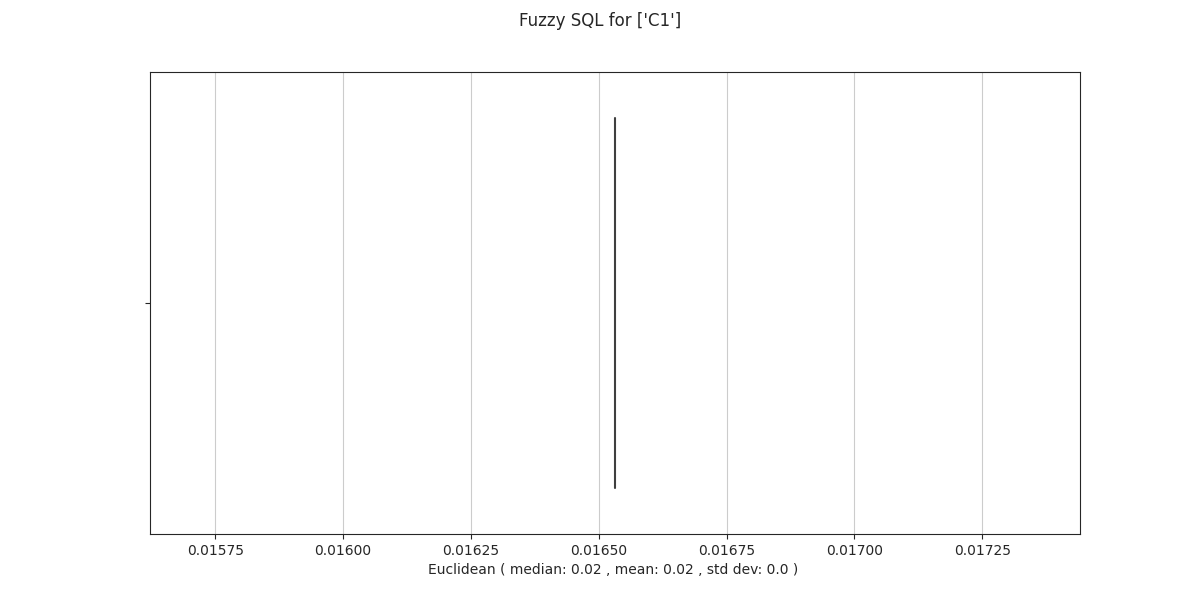 Fuzzy SQL for ['C1']
0.01575 0.01600 0.01625 0.01650 0.01675 0.01700 0.01725
Euclidean ( median: 0.02 , mean: 0.02 , std dev: 0.0 )